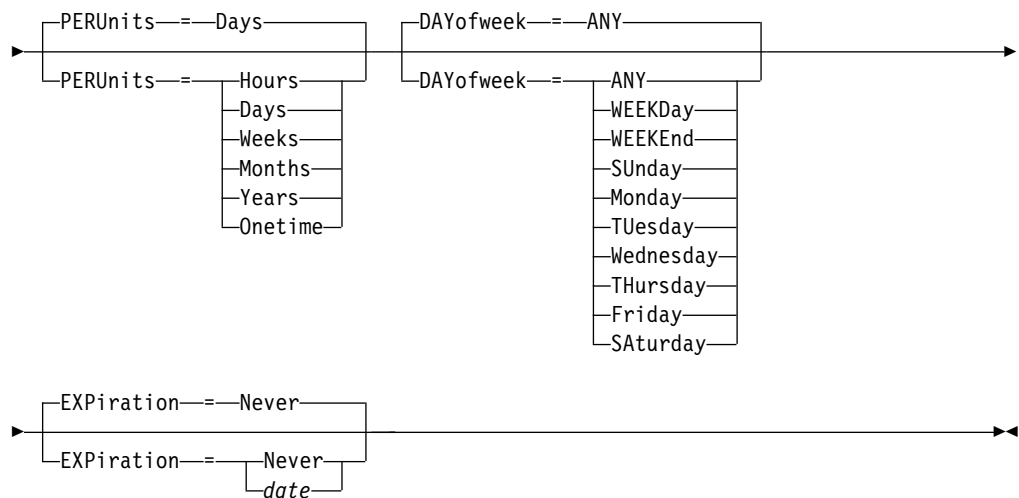 PERUnits = Days DAYofweek = ANY
PERUnits = Hours DAYofweek = ANY
Days WEEKDay
Weeks WEEKEnd
Months SUnday
Years Monday
Onetime TUesday
Wednesday
THursday
Friday
SAturday
EXPiration = Never
EXPiration = Never
date